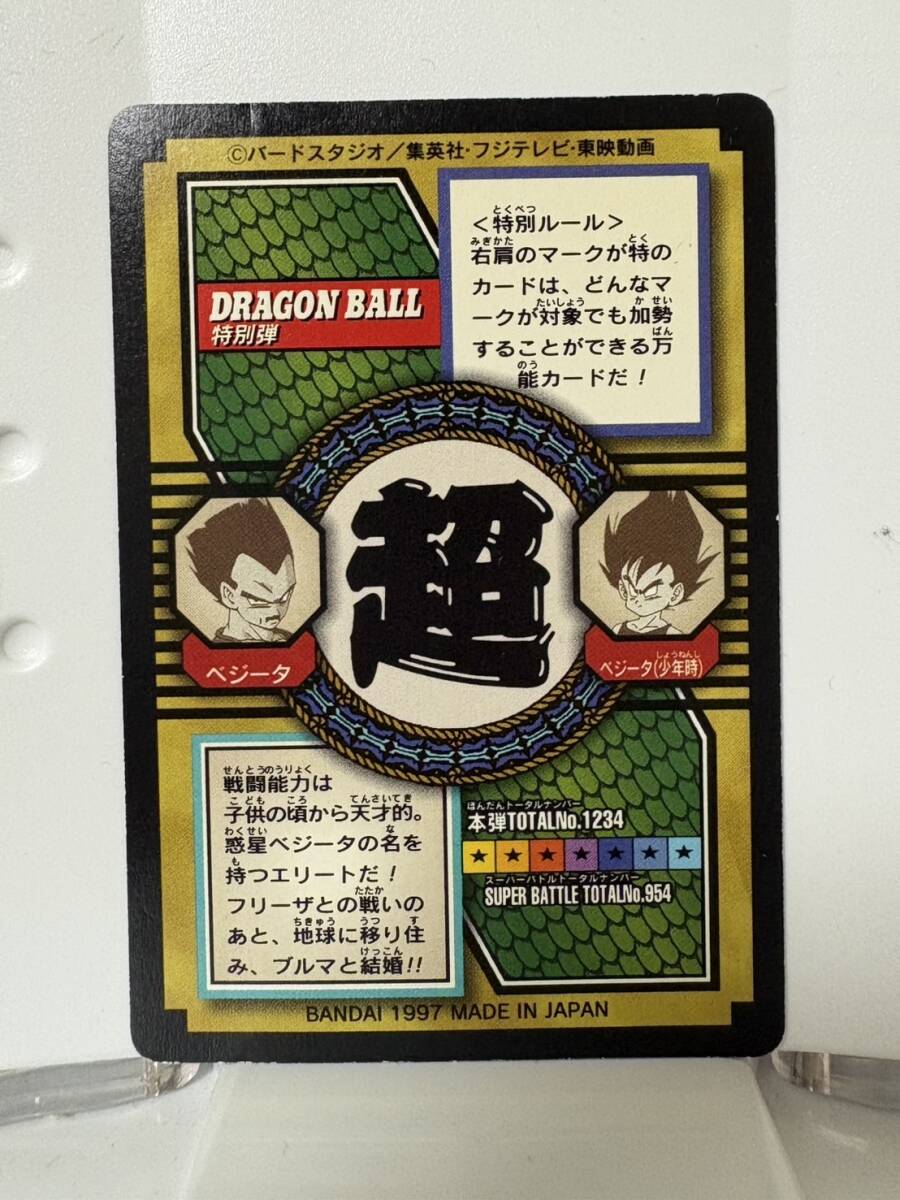 ©バードスタジオ／集英社・フジテレビ・東映動画
DRAGON BALL
特別弾
とくべつ
＜特別ルール＞
みぎかた とく
右肩のマークが特の
カードは、どんなマ
たいしょう か せい
ークが対象でも加勢
ばん
することができる万
のう
能カードだ！
超
ベジータ
しょうねんじ
ベジータ(少年時)
せんとうのうりょく
戦闘能力は
こども ころ てんさいてき
子供の頃から天才的。
わくせい な
惑星ベジータの名を
も
持つエリートだ！
たたか
フリーザとの戦いの
ちきゅう うつ す
あと、地球に移り住
けっこん
み、ブルマと結婚!!
ほんだんトータルナンバー
本弾TOTALNo.1234
スーパーバトルトータルナンバー
SUPER BATTLE TOTALNo.954
BANDAI 1997 MADE IN JAPAN